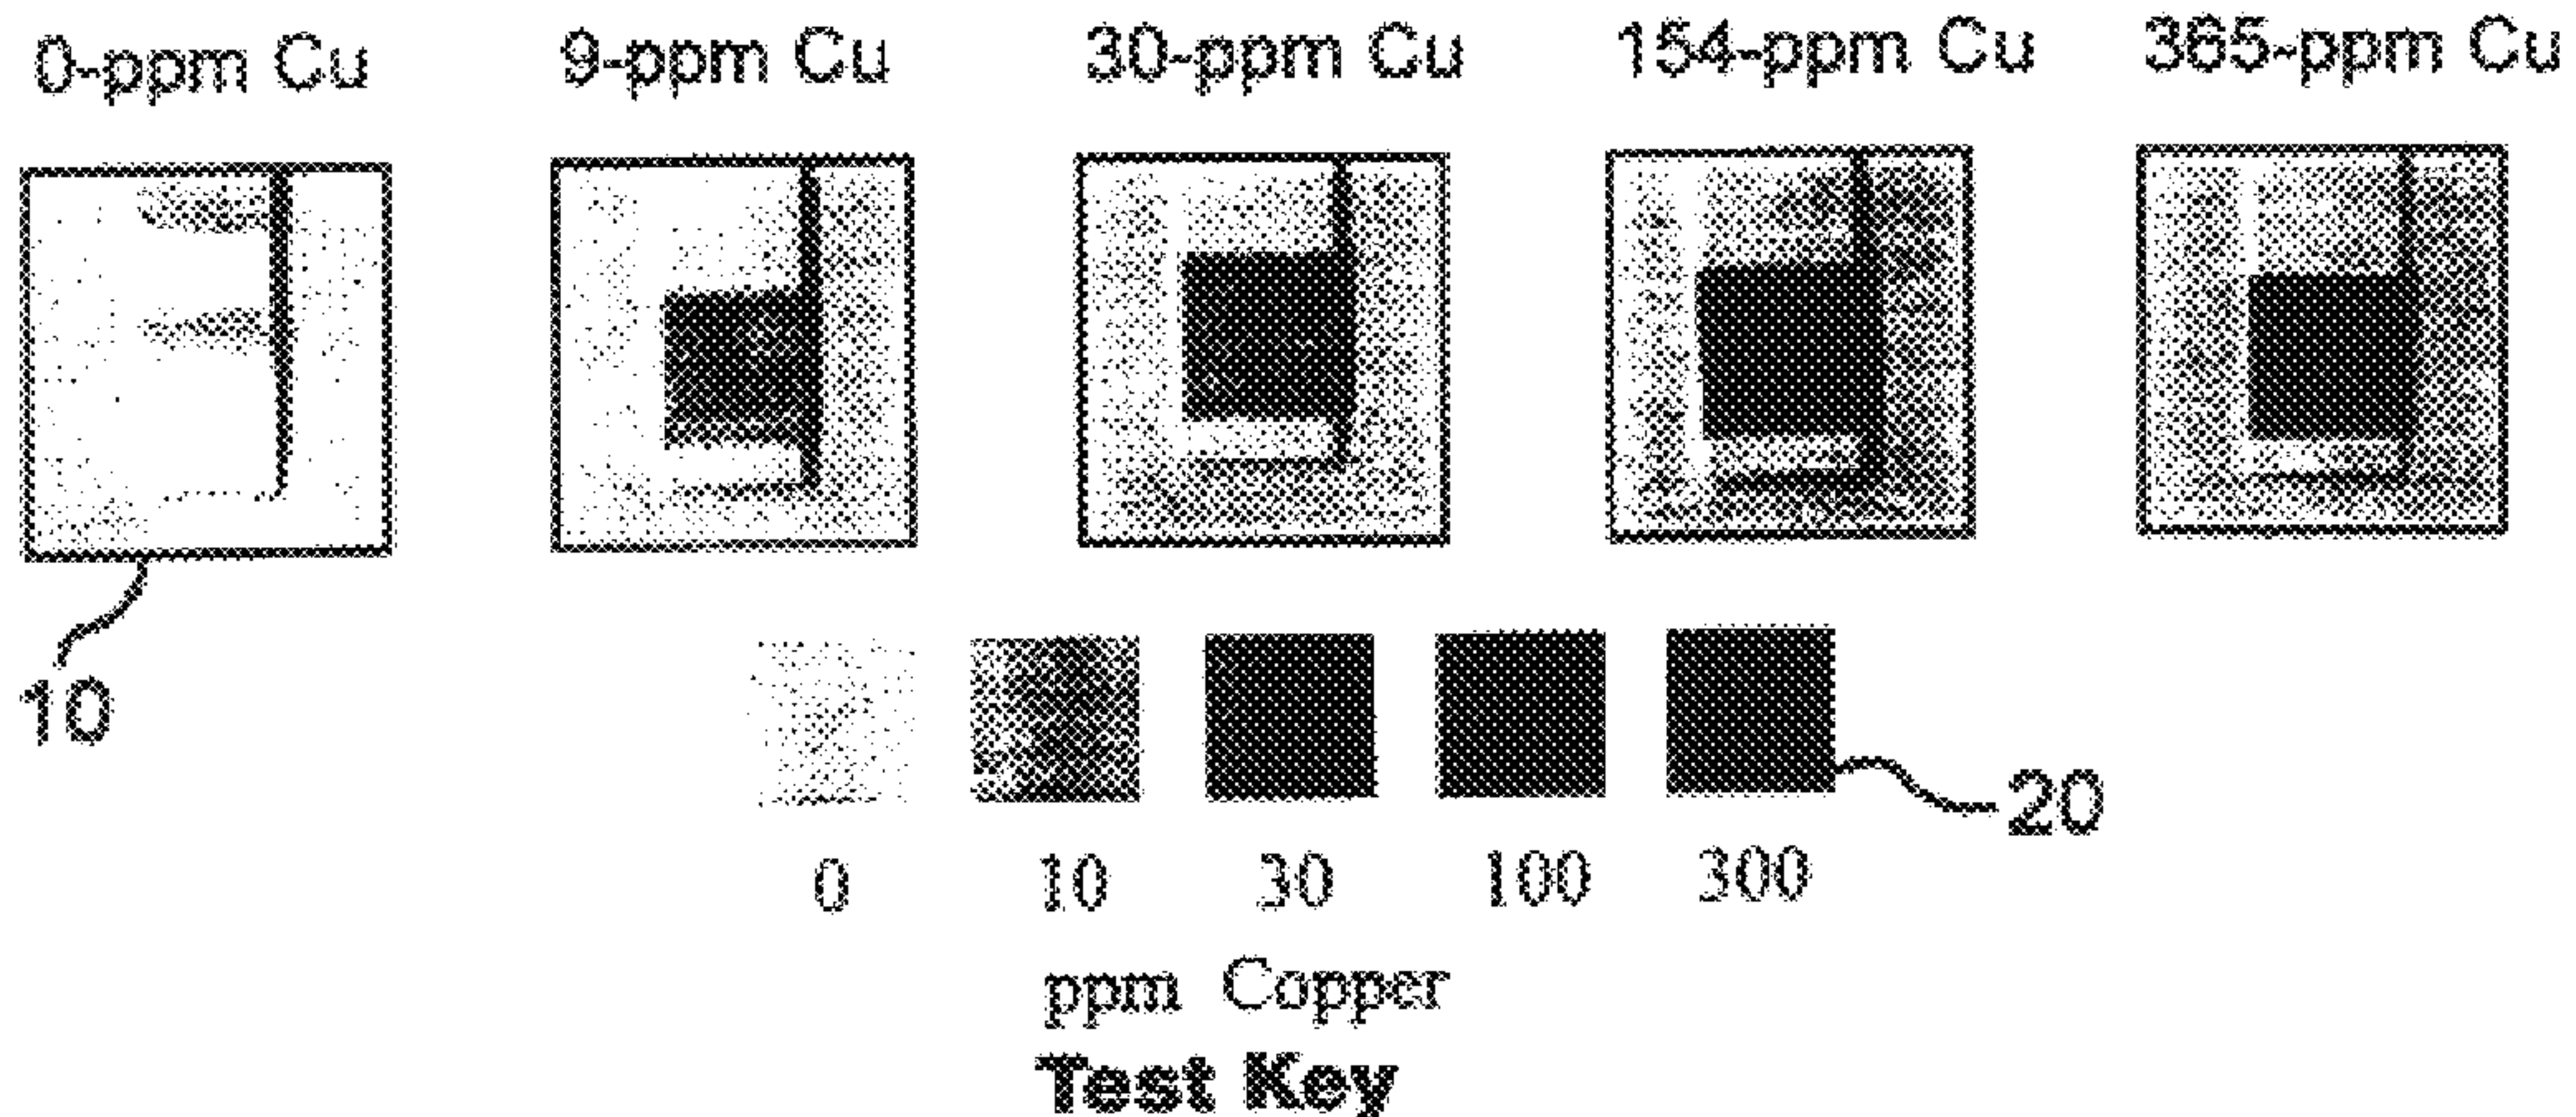 0-ppm Cu 9-ppm Cu 30-ppm Cu 154-ppm Cu 365-ppm Cu
10
20
0 10 30 100 300
ppm Copper
Test Key